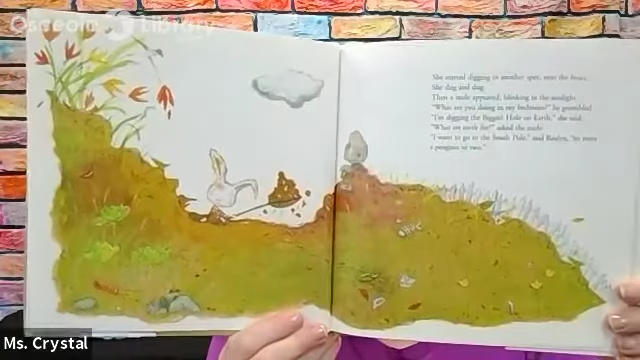 Osceola Library
She started digging in another spot, near the fence.
She dug and dug.
Then a mole appeared, blinking in the sunlight.
"What are you doing in my bedroom?" he grumbled.
"I'm digging the Biggest Hole on Earth," she said.
"What on earth for?" asked the mole.
"I want to go to the South Pole," said Roslyn, "to meet
a penguin or two."
Ms. Crystal